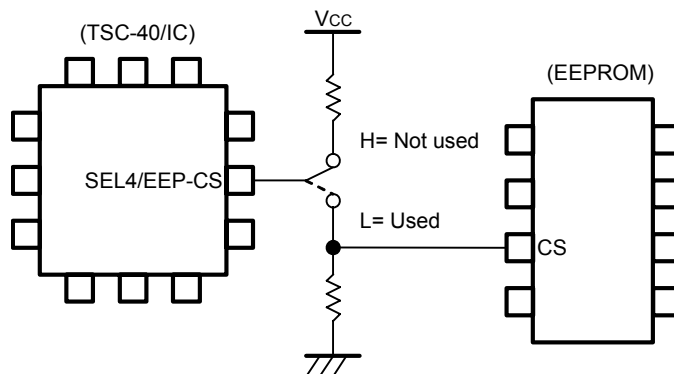 VCC
(TSC-40/IC)
(EEPROM)
H= Not used
SEL4/EEP-CS
L= Used
CS